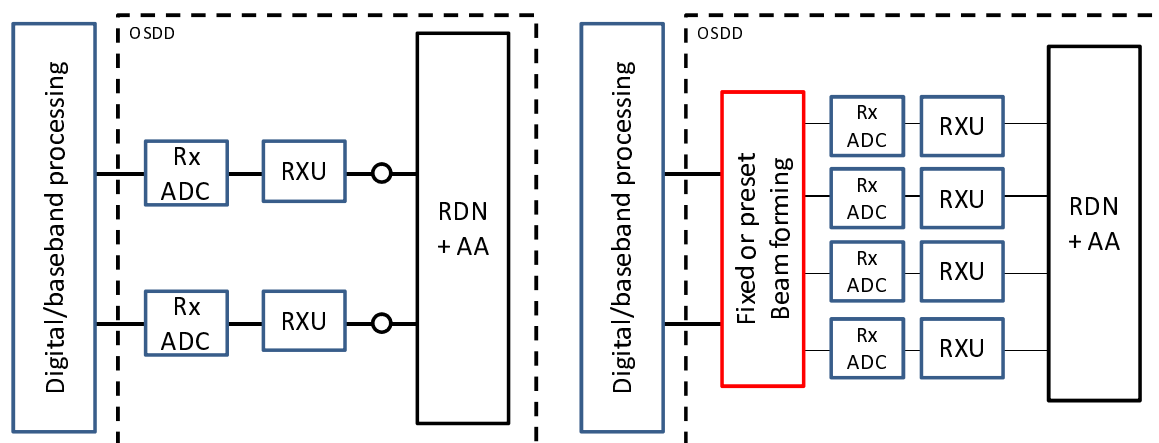 OSDD
Digital/baseband processing
Rx
ADC
RXU
Rx
ADC
RXU
RDN
+ AA
OSDD
Digital/baseband processing
Fixed or preset
Beam forming
Rx
ADC
RXU
Rx
ADC
RXU
Rx
ADC
RXU
Rx
ADC
RXU
RDN
+ AA